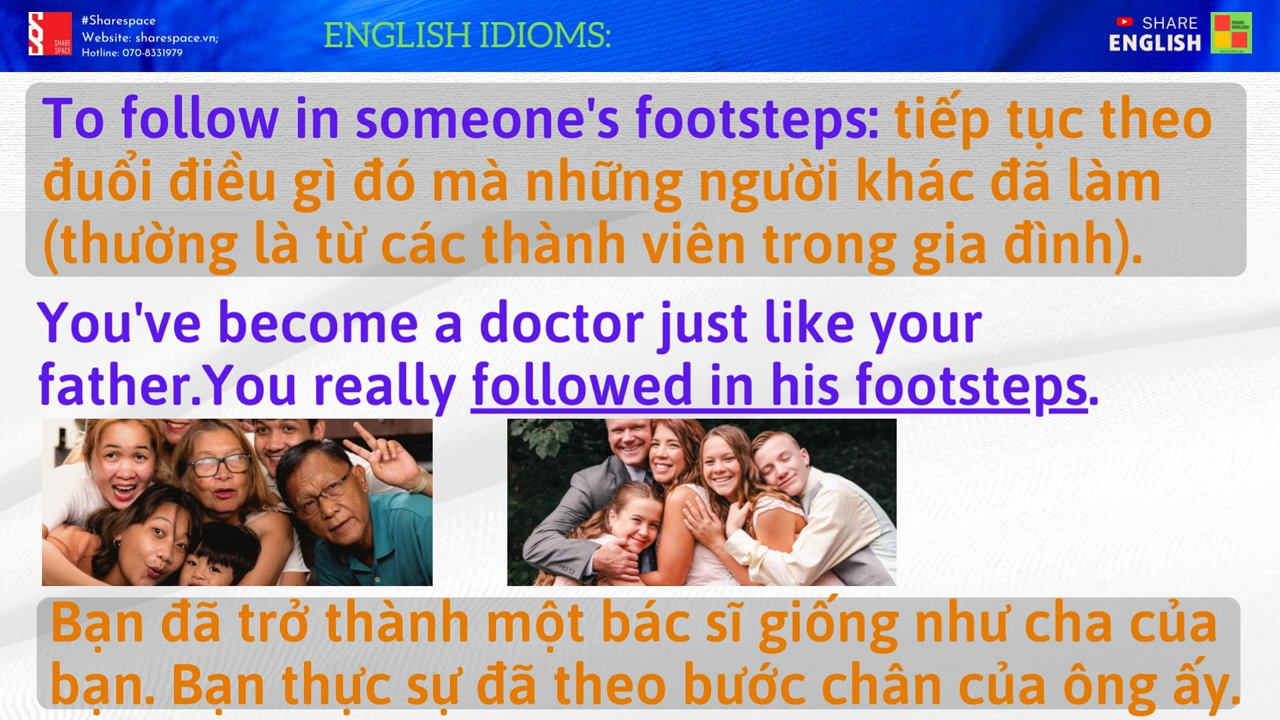 #Sharespace
Website: sharespace.vn;
Hotline: 070-8331979
SHARE
SPACE
ENGLISH IDIOMS:
SHARE
ENGLISH
To follow in someone's footsteps: tiếp tục theo
đuổi điều gì đó mà những người khác đã làm
(thường là từ các thành viên trong gia đình).
You've become a doctor just like your
father.You really followed in his footsteps.
Bạn đã trở thành một bác sĩ giống như cha của
bạn. Bạn thực sự đã theo bước chân của ông ấy.